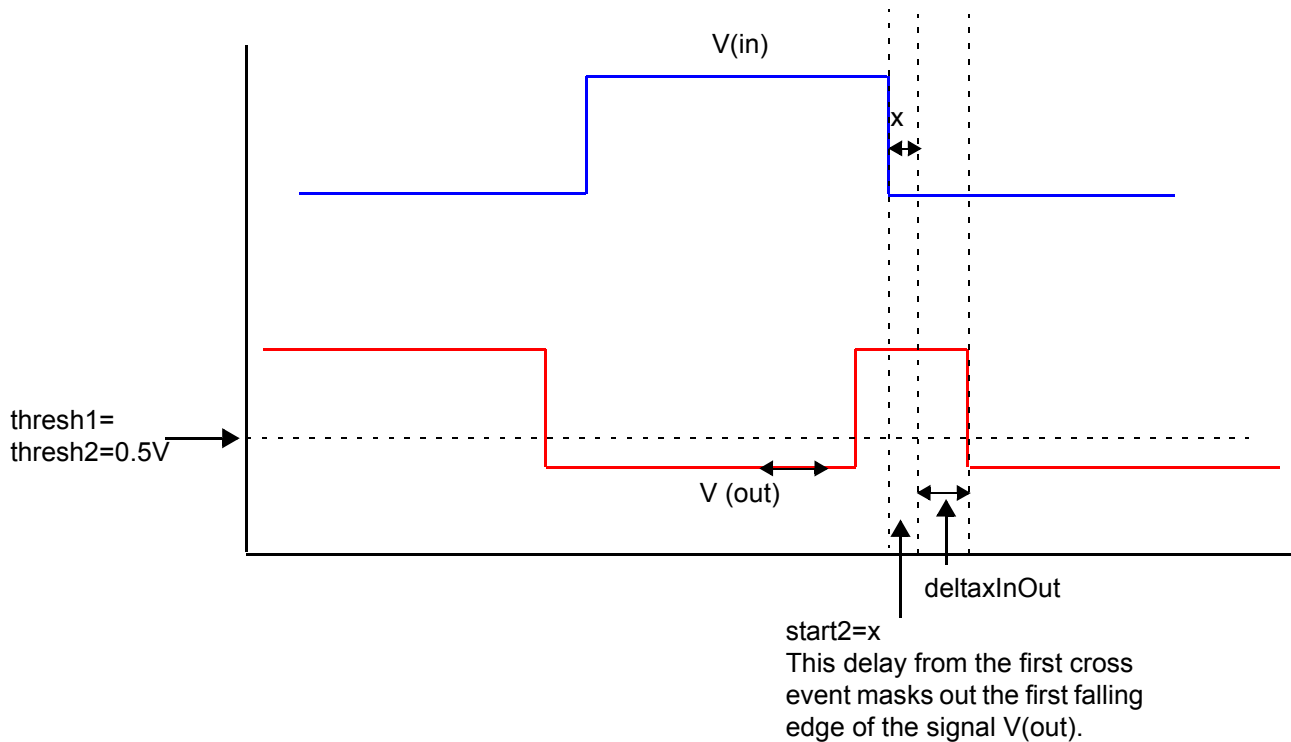 V(in)
x
thresh1=
thresh2=0.5V
V (out)
deltaxInOut
start2=x
This delay from the first cross
event masks out the first falling
edge of the signal V(out).